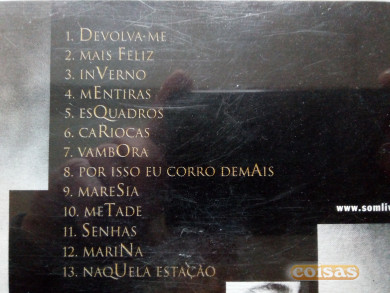 1. DEVOLVA-ME
2. MAIS FELIZ
3. INVERNO
4. MENTIRAS
5. ESQUADROS
6. CARIOCAS
7. VAMBORA
8. POR ISSO EU CORRO DEMAIS
9. MARESIA
10. METADE
www.somliv
11. SENHAS
12. MARINA
13. NAQUELA ESTAÇÃO
coisas